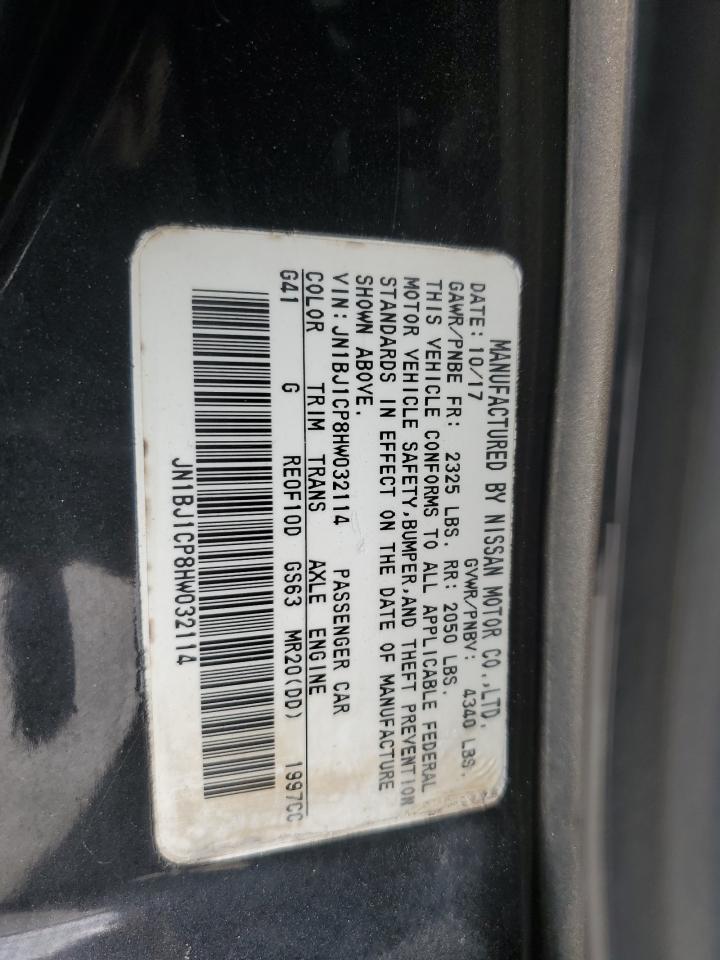 MANUFACTURED BY NISSAN MOTOR CO.,LTD.
DATE: 10/17 GVWR/PNBV: 4340 LBS.
GAWR/PNBE FR: 2325 LBS. RR: 2050 LBS.
THIS VEHICLE CONFORMS TO ALL APPLICABLE FEDERAL
MOTOR VEHICLE SAFETY,BUMPER,AND THEFT PREVENTION
STANDARDS IN EFFECT ON THE DATE OF MANUFACTURE
SHOWN ABOVE.
VIN:JN1BJ1CP8HW032114 PASSENGER CAR
COLOR TRIM TRANS AXLE ENGINE
G41 G RE0F10D GS63 MR20(DD) 1997CC
JN1BJ1CP8HW032114